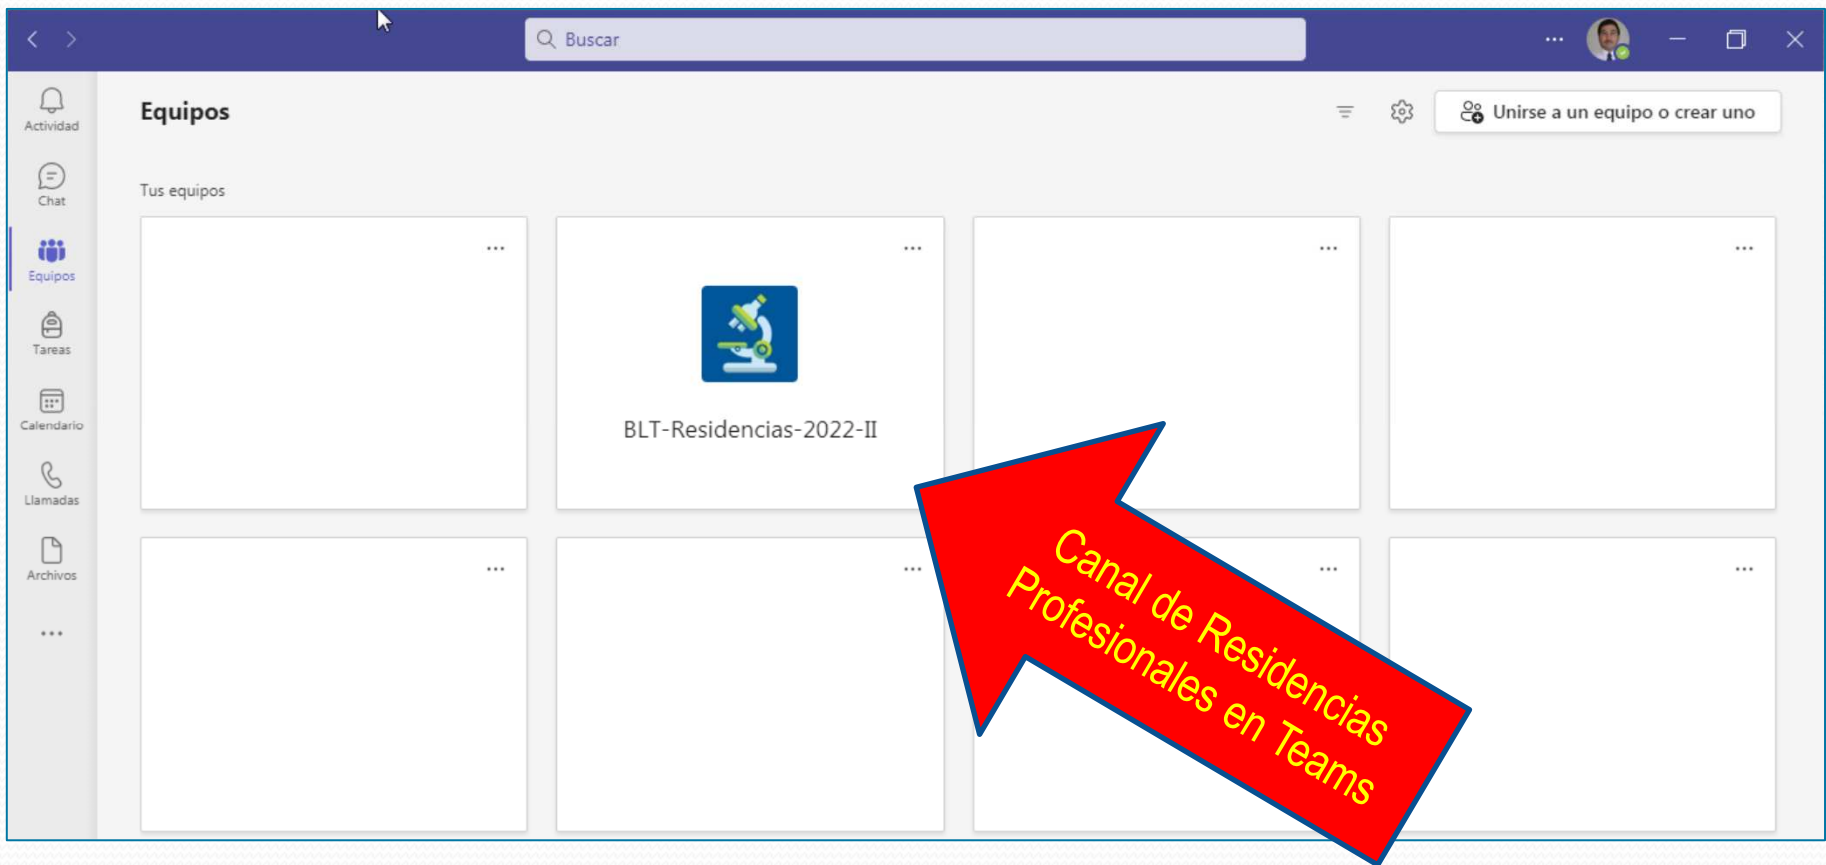 Buscar
Actividad
Equipos
Unirse a un equipo o crear uno
Chat
Tus equipos
Equipos
Tareas
Calendario
BLT-Residencias-2022-II
Llamadas
Archivos
Canal de Residencias
Profesionales en Teams